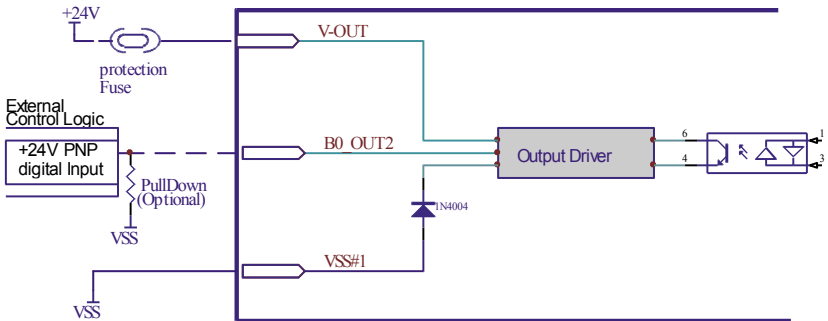 +24V
V-OUT
protection
Fuse
External
Control Logic
+24V PNP
digital Input
B0_OUT2
Output Driver
6
4
1
3
PullDown
(Optional)
VSS
1N4004
VSS#1
VSS